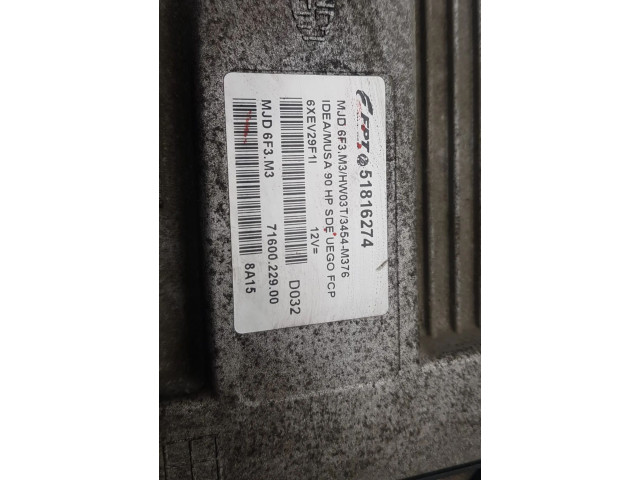 FPT 51816274
MJD 6F3.M3/HW03T/3454-M376
IDEA/MUSA 90 HP SDE UEGO FCP
6XEV29F1I 12V=
D032
MJD 6F3.M3 71600.229.00
8A15